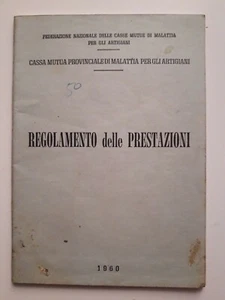 FEDERAZIONE NAZIONALE DELLE CASSE MUTUE DI MALATTIA
PER GLI ARTIGIANI
CASSA MUTUA PROVINCIALE DI MALATTIA PER GLI ARTIGIANI
50
REGOLAMENTO delle PRESTAZIONI
1960